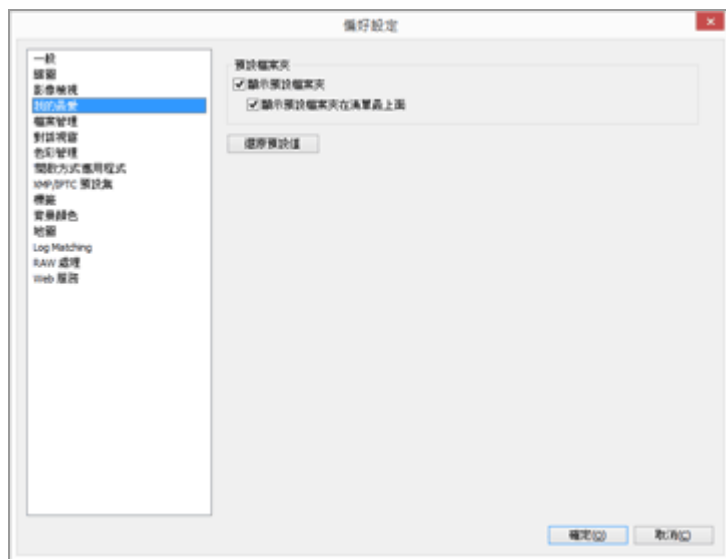 偏好設定
一般
縮圖
影像檢視
我的最愛
檔案管理
對話視窗
色彩管理
"開啟方式"應用程式
XMP/IPTC 預設集
標籤
背景顏色
地圖
Log Matching
RAW 處理
Web 服務
預設檔案夾
顯示預設檔案夾
顯示預設檔案夾在清單最上面
還原預設值
確定(O)
取消(C)